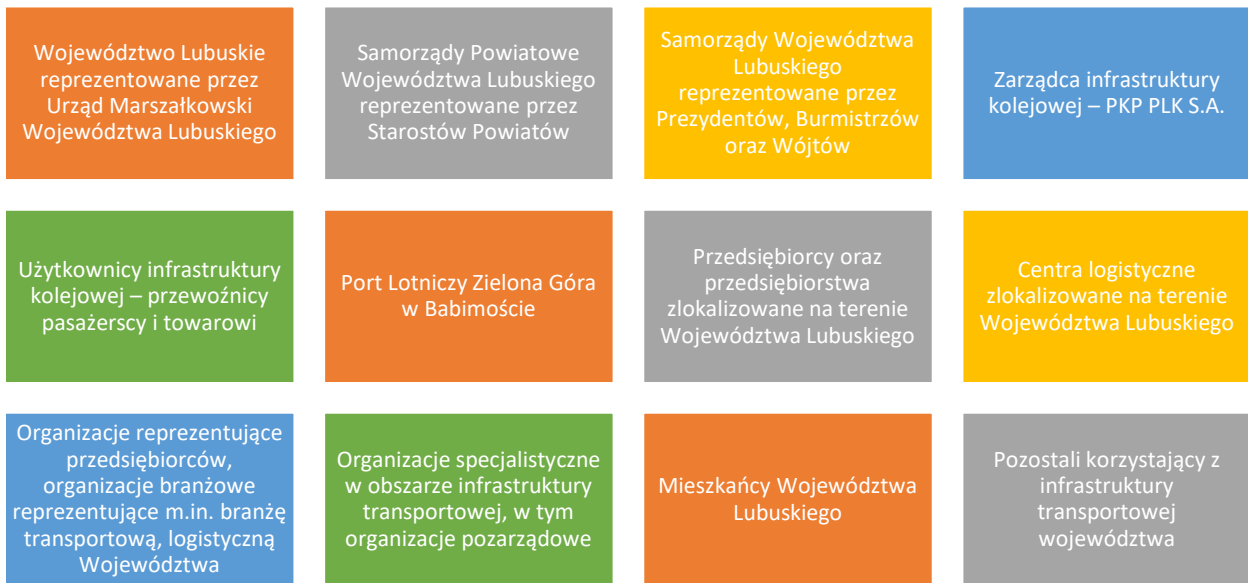 Województwo Lubuskie
reprezentowane przez
Urząd Marszałkowski
Województwa Lubuskiego
Samorządy Powiatowe
Województwa Lubuskiego
reprezentowane przez
Starostów Powiatów
Samorządy Województwa
Lubuskiego
reprezentowane przez
Prezydentów, Burmistrzów
oraz Wójtów
Zarządca infrastruktury
kolejowej – PKP PLK S.A.
Użytkownicy infrastruktury
kolejowej – przewoźnicy
pasażerscy i towarowi
Port Lotniczy Zielona Góra
w Babimoście
Przedsiębiorcy oraz
przedsiębiorstwa
zlokalizowane na terenie
Województwa Lubuskiego
Centra logistyczne
zlokalizowane na terenie
Województwa Lubuskiego
Organizacje reprezentujące
przedsiębiorców,
organizacje branżowe
reprezentujące m.in. branżę
transportową, logistyczną
Województwa
Organizacje specjalistyczne
w obszarze infrastruktury
transportowej, w tym
organizacje pozarządowe
Mieszkańcy Województwa
Lubuskiego
Pozostali korzystający z
infrastruktury
transportowej
województwa